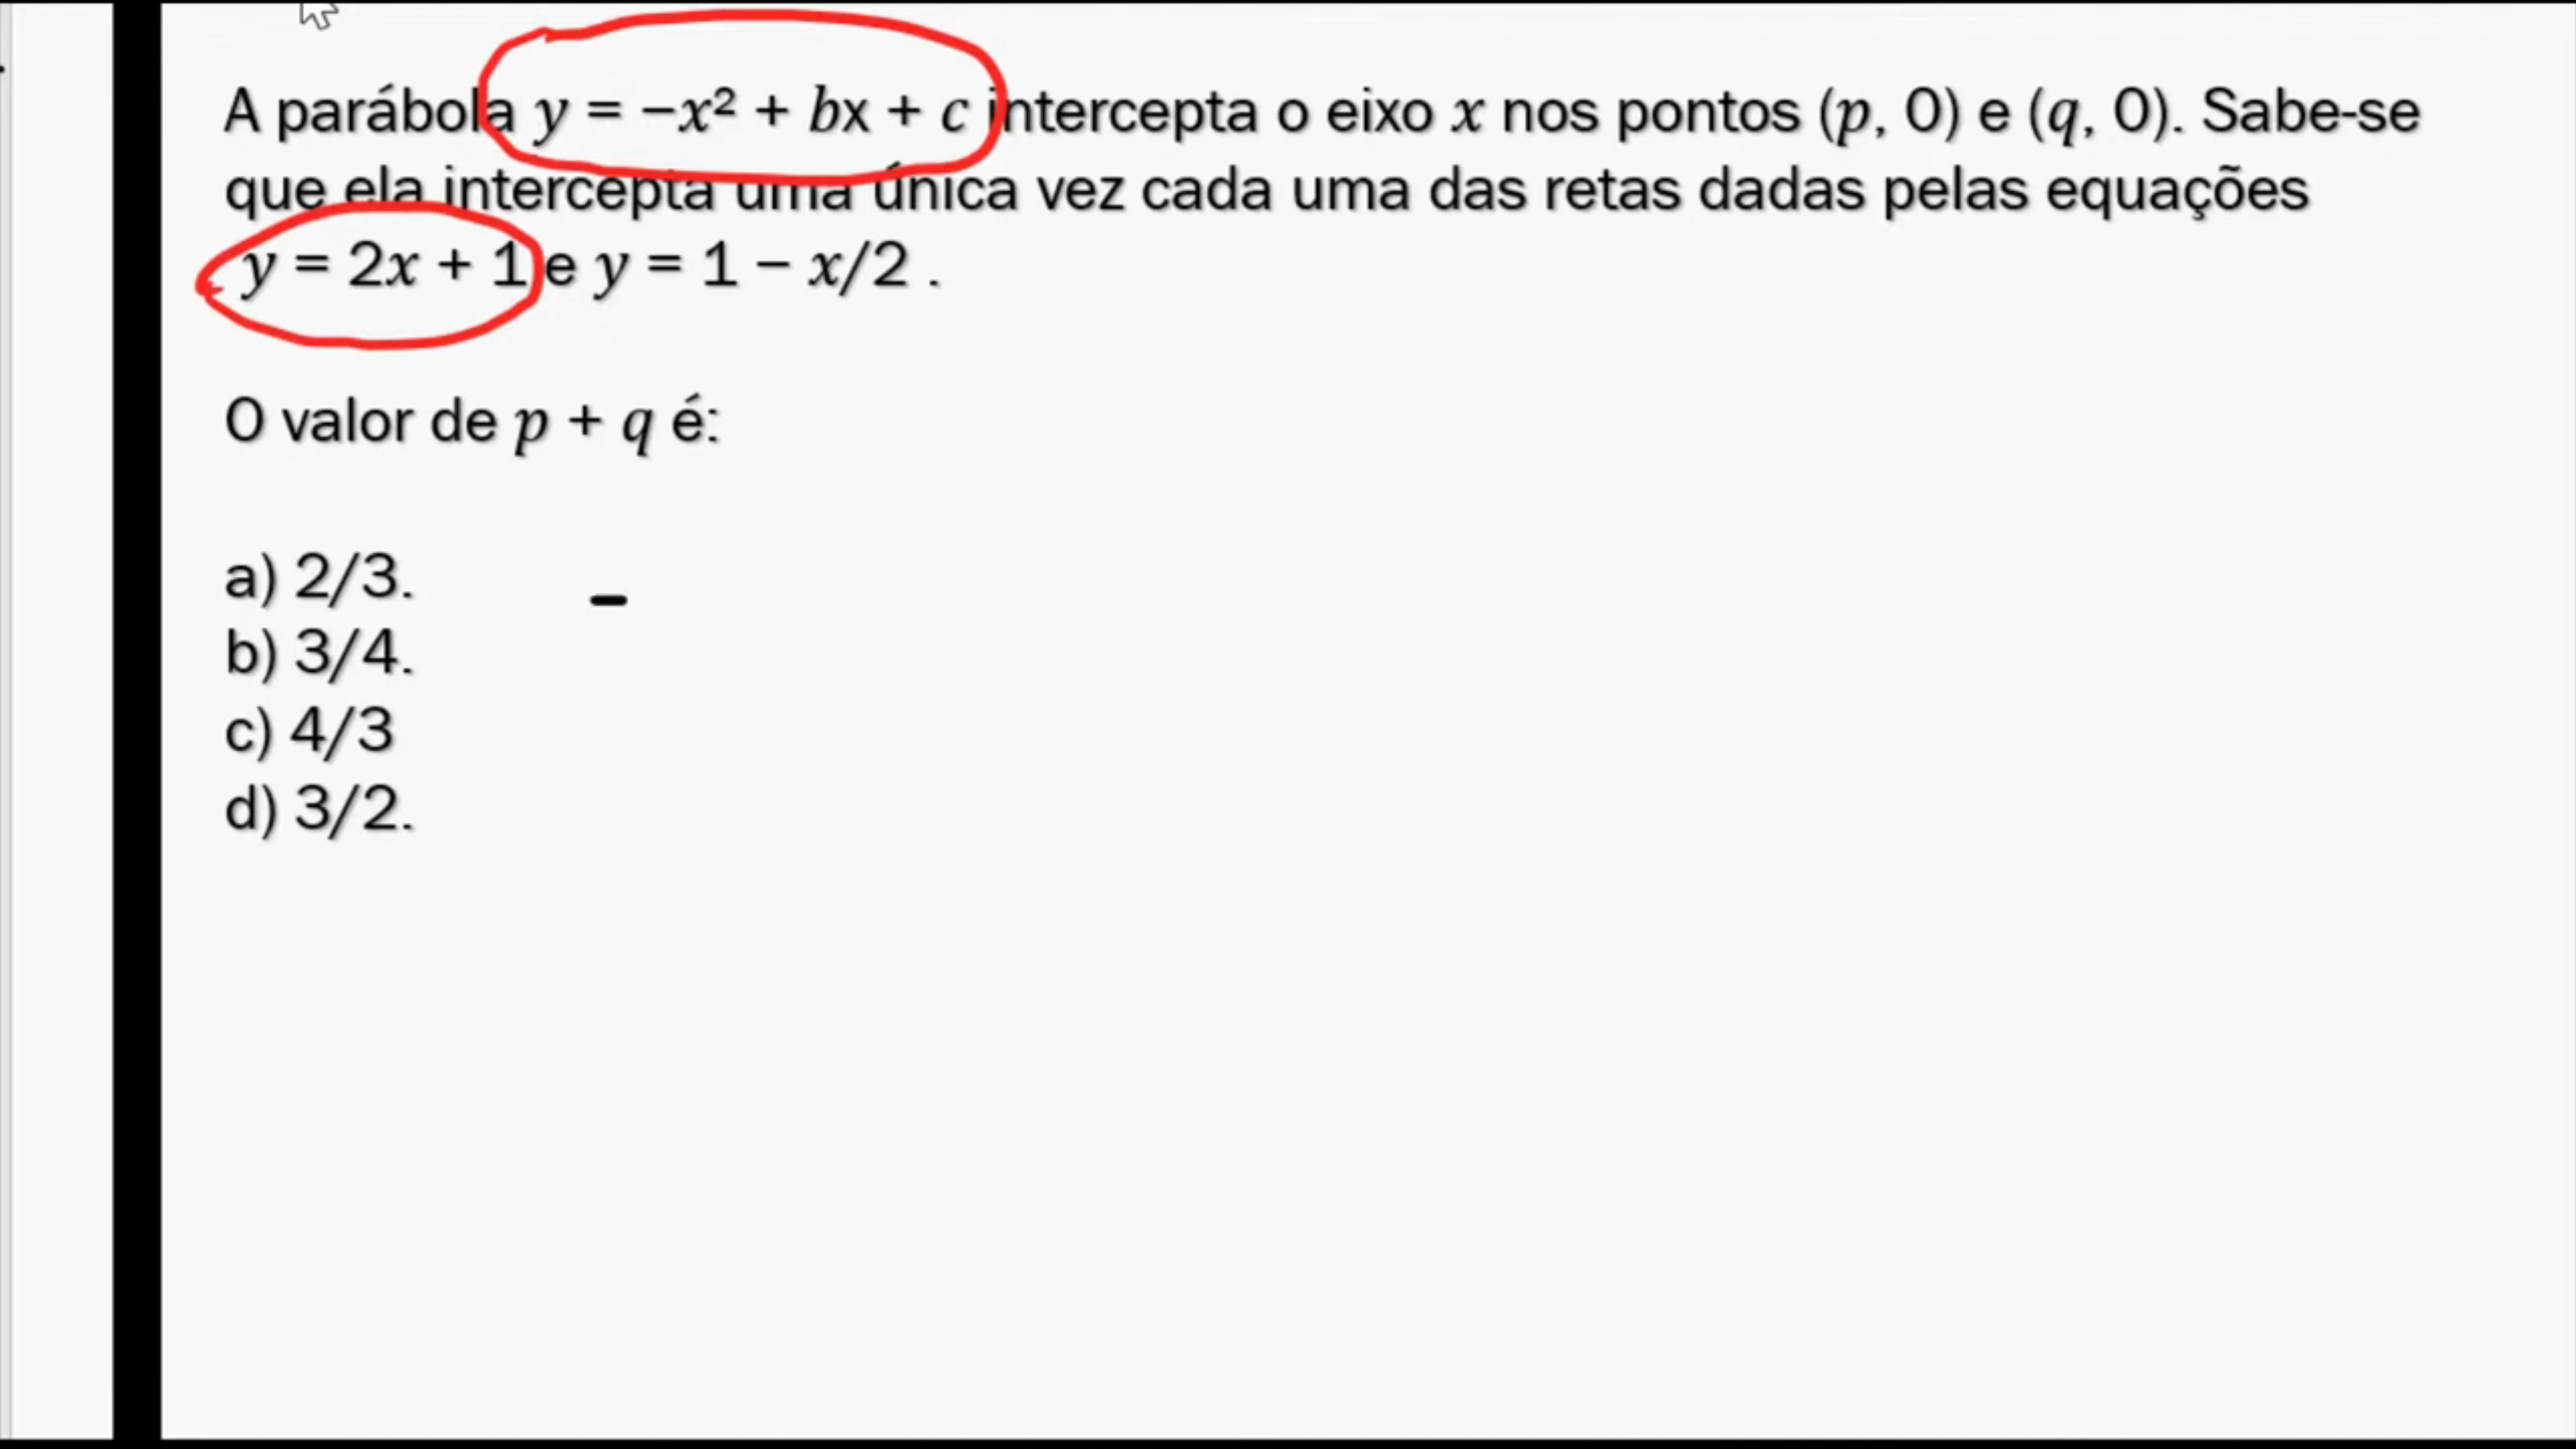 A parábola y = −x² + bx + c intercepta o eixo x nos pontos (p, 0) e (q, 0). Sabe-se
que ela intercepta uma única vez cada uma das retas dadas pelas equações
y = 2x + 1 e y = 1 − x/2 .
O valor de p + q é:
a) 2/3.
b) 3/4.
c) 4/3
d) 3/2.